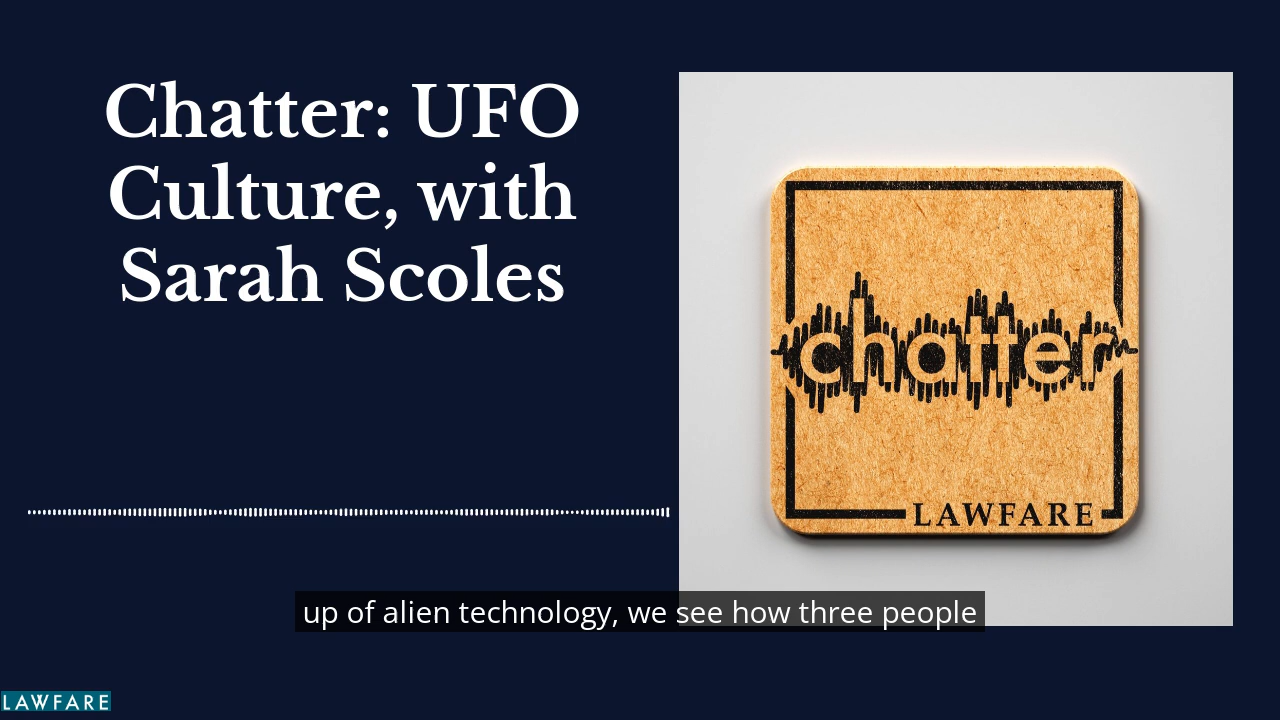 Chatter: UFO
Culture, with
Sarah Scoles
chatter
LAWFARE
up of alien technology, we see how three people
LAWFARE